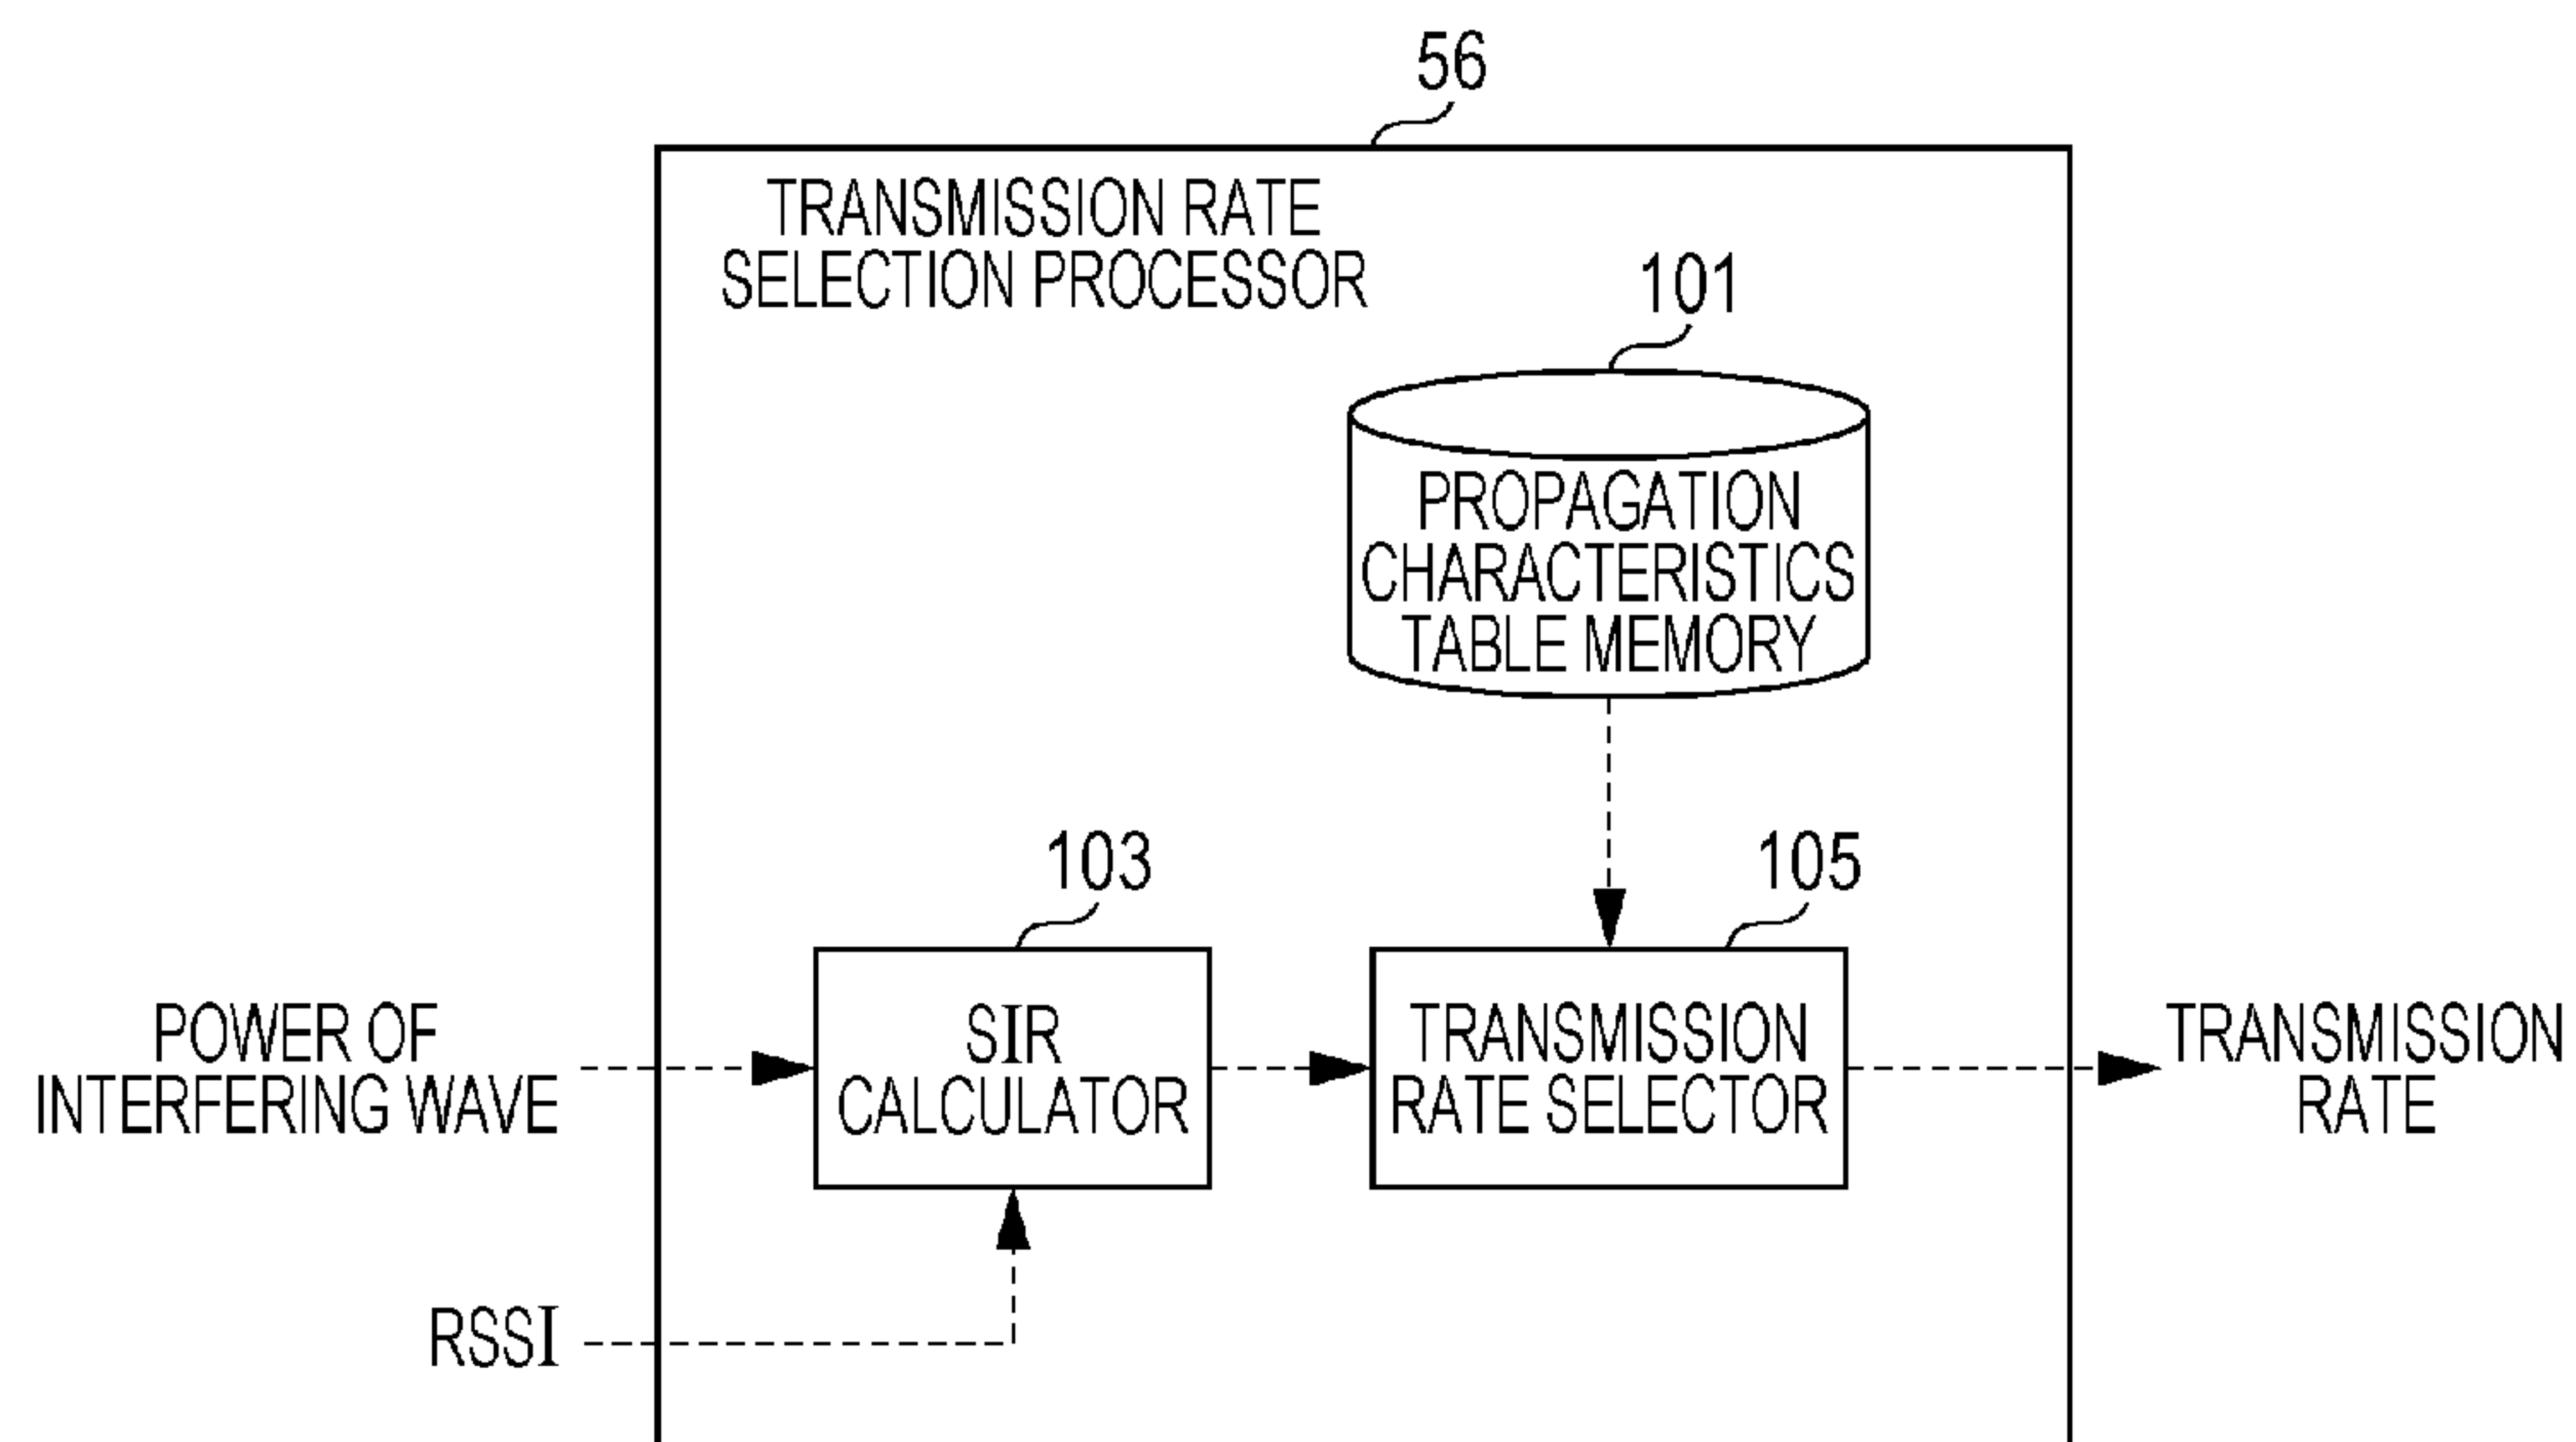 56
TRANSMISSION RATE
SELECTION PROCESSOR
101
PROPAGATION
CHARACTERISTICS
TABLE MEMORY
103
105
POWER OF
INTERFERING WAVE
SIR
CALCULATOR
TRANSMISSION
RATE SELECTOR
TRANSMISSION
RATE
RSSI